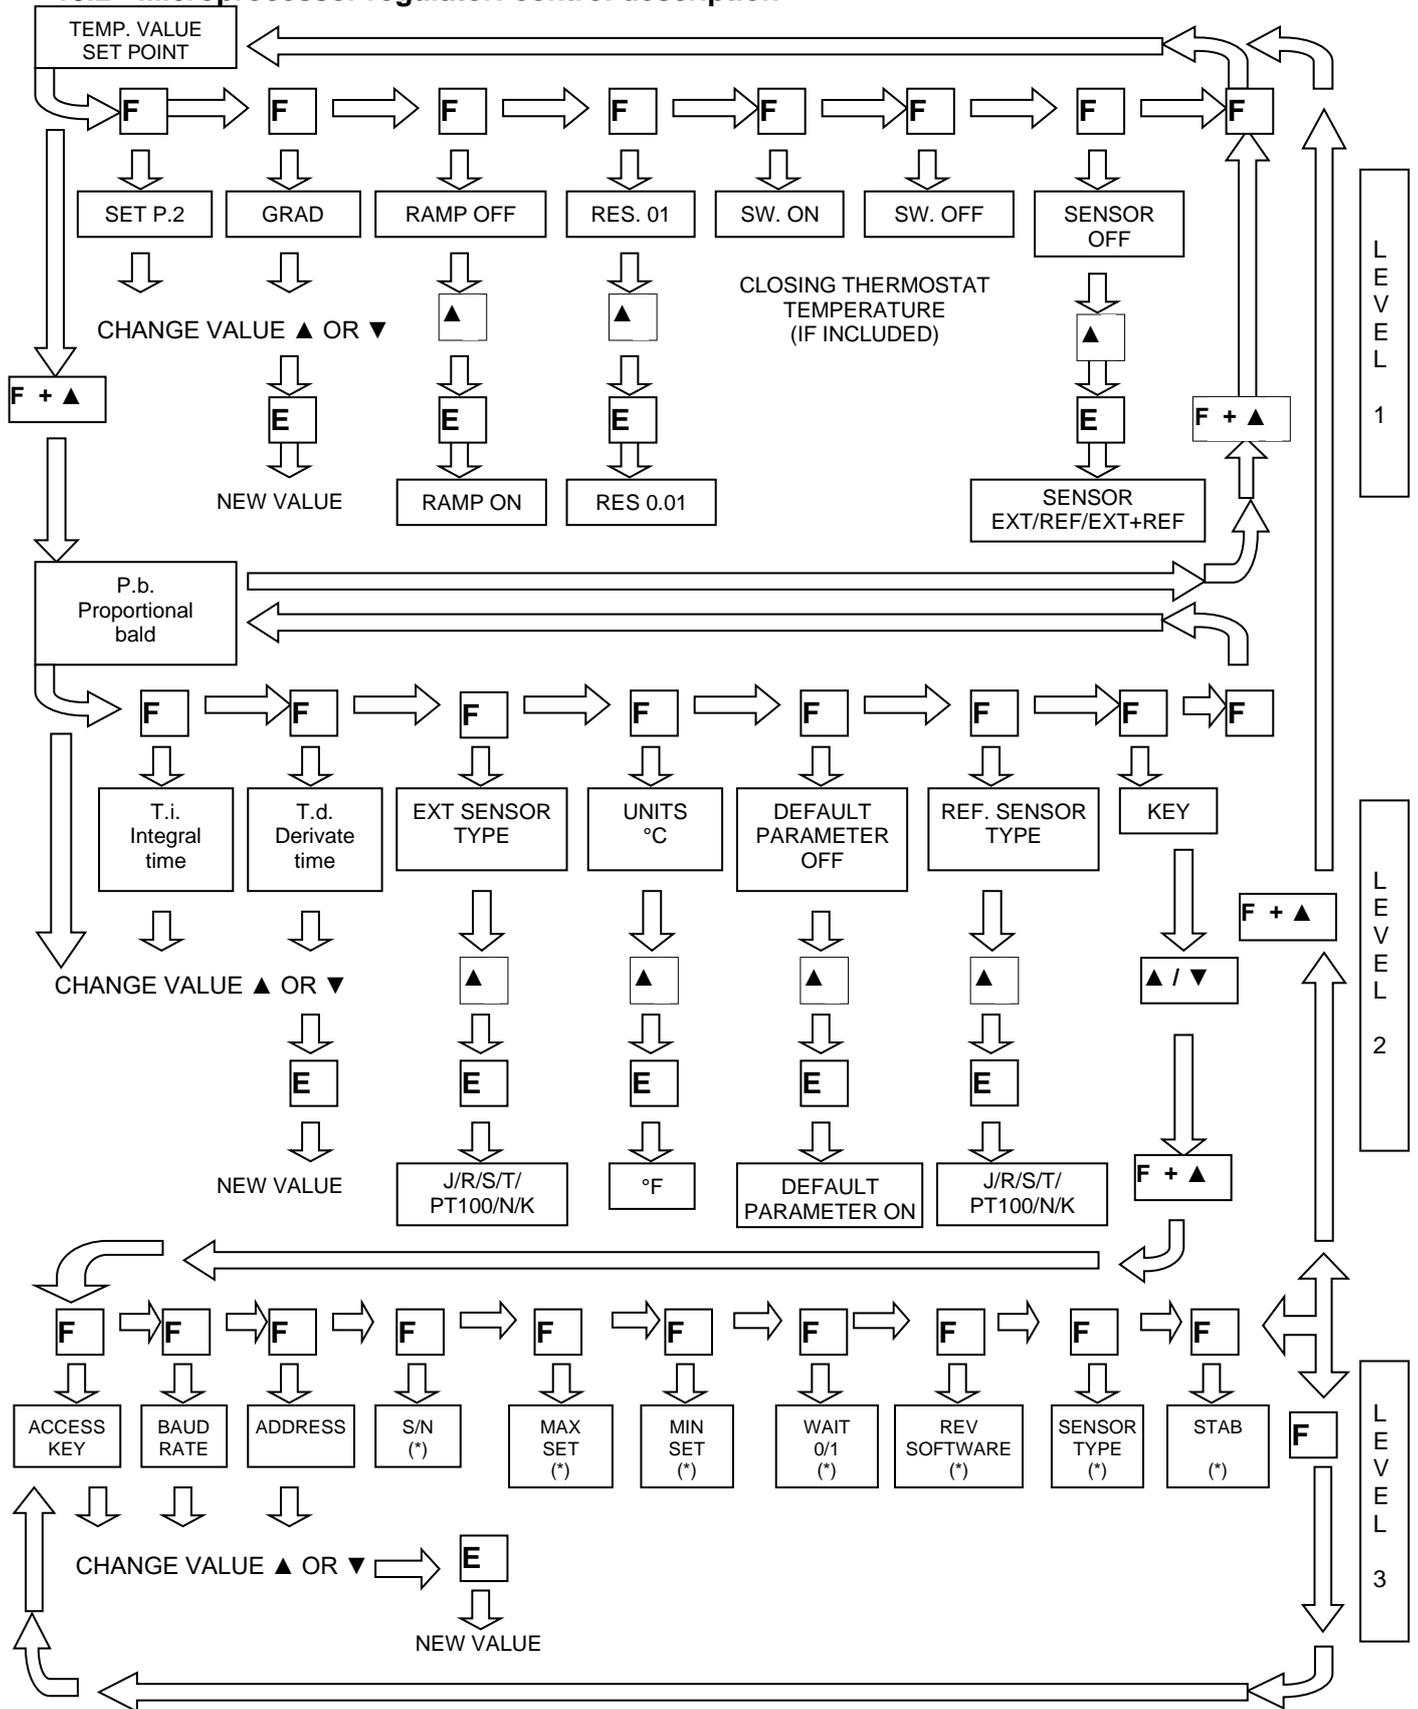 TEMP. VALUE
SET POINT
F F F F F F F F
SET P.2 GRAD RAMP OFF RES. 01 SW. ON SW. OFF SENSOR
OFF
CLOSING THERMOSTAT
TEMPERATURE
(IF INCLUDED)
▲ ▲ ▲
CHANGE VALUE ▲ OR ▼
F + ▲
E E E E
F + ▲
NEW VALUE RAMP ON RES 0.01 SENSOR
EXT/REF/EXT+REF
LEVEL 1
P.b.
Proportional
bald
F F F F F F F F
T.i.
Integral
time
T.d.
Derivate
time
EXT SENSOR
TYPE
UNITS
°C
DEFAULT
PARAMETER
OFF
REF. SENSOR
TYPE
KEY
F + ▲
CHANGE VALUE ▲ OR ▼
▲ ▲ ▲ ▲ ▲ / ▼
E E E E E
NEW VALUE
J/R/S/T/
PT100/N/K
°F
DEFAULT
PARAMETER ON
J/R/S/T/
PT100/N/K
F + ▲
LEVEL 2
F F F F F F F F F F
ACCESS
KEY
BAUD
RATE
ADDRESS
S/N
(*)
MAX
SET
(*)
MIN
SET
(*)
WAIT
0/1
(*)
REV
SOFTWARE
(*)
SENSOR
TYPE
(*)
STAB
(*)
F
CHANGE VALUE ▲ OR ▼ E
NEW VALUE
LEVEL 3